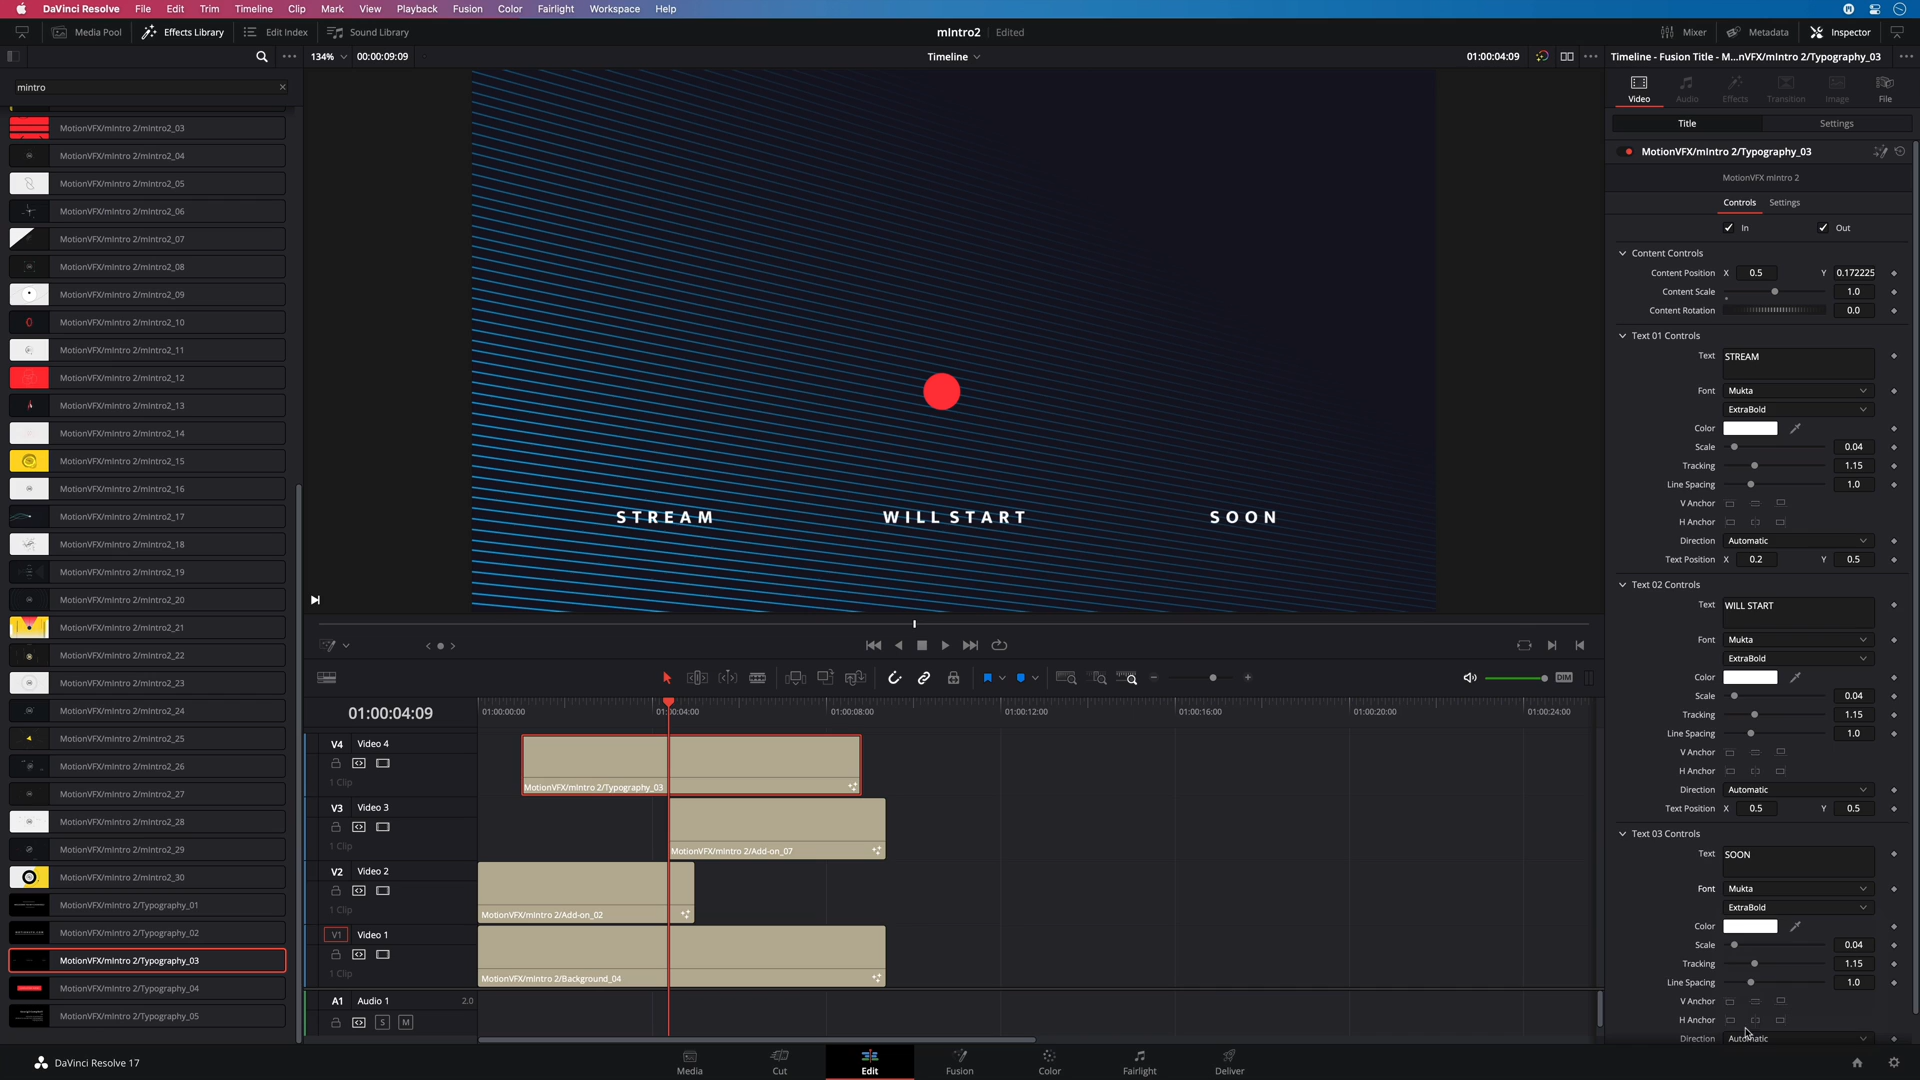 DaVinci Resolve File Edit Trim Timeline Clip Mark View Playback Fusion Color Fairlight Workspace Help
Media Pool Effects Library Edit Index Sound Library mIntro2 Edited Mixer Metadata Inspector
134% 00:00:09:09 Timeline 01:00:04:09 Timeline - Fusion Title - M...nVFX/mIntro 2/Typography_03
mintro
Video Audio Effects Transition Image File
Title Settings
MotionVFX/mIntro 2/Typography_03
MotionVFX mIntro 2
Controls Settings
In Out
Content Controls
Content Position X 0.5 Y 0.172225
Content Scale 1.0
Content Rotation 0.0
Text 01 Controls
Text STREAM
Font Mukta
ExtraBold
Color
Scale 0.04
Tracking 1.15
Line Spacing 1.0
V Anchor
H Anchor
Direction Automatic
Text Position X 0.2 Y 0.5
Text 02 Controls
Text WILL START
Font Mukta
ExtraBold
Color
Scale 0.04
Tracking 1.15
Line Spacing 1.0
V Anchor
H Anchor
Direction Automatic
Text Position X 0.5 Y 0.5
Text 03 Controls
Text SOON
Font Mukta
ExtraBold
Color
Scale 0.04
Tracking 1.15
Line Spacing 1.0
V Anchor
H Anchor
Direction Automatic
MotionVFX/mIntro 2/mIntro2_03
MotionVFX/mIntro 2/mIntro2_04
MotionVFX/mIntro 2/mIntro2_05
MotionVFX/mIntro 2/mIntro2_06
MotionVFX/mIntro 2/mIntro2_07
MotionVFX/mIntro 2/mIntro2_08
MotionVFX/mIntro 2/mIntro2_09
MotionVFX/mIntro 2/mIntro2_10
MotionVFX/mIntro 2/mIntro2_11
MotionVFX/mIntro 2/mIntro2_12
MotionVFX/mIntro 2/mIntro2_13
MotionVFX/mIntro 2/mIntro2_14
MotionVFX/mIntro 2/mIntro2_15
MotionVFX/mIntro 2/mIntro2_16
MotionVFX/mIntro 2/mIntro2_17
MotionVFX/mIntro 2/mIntro2_18
MotionVFX/mIntro 2/mIntro2_19
MotionVFX/mIntro 2/mIntro2_20
MotionVFX/mIntro 2/mIntro2_21
MotionVFX/mIntro 2/mIntro2_22
MotionVFX/mIntro 2/mIntro2_23
MotionVFX/mIntro 2/mIntro2_24
MotionVFX/mIntro 2/mIntro2_25
MotionVFX/mIntro 2/mIntro2_26
MotionVFX/mIntro 2/mIntro2_27
MotionVFX/mIntro 2/mIntro2_28
MotionVFX/mIntro 2/mIntro2_29
MotionVFX/mIntro 2/mIntro2_30
MotionVFX/mIntro 2/Typography_01
MotionVFX/mIntro 2/Typography_02
MotionVFX/mIntro 2/Typography_03
MotionVFX/mIntro 2/Typography_04
MotionVFX/mIntro 2/Typography_05
STREAM WILL START SOON
DIM
01:00:04:09 01:00:00:00 01:00:04:00 01:00:08:00 01:00:12:00 01:00:16:00 01:00:20:00 01:00:24:00
V4 Video 4
1 Clip
MotionVFX/mIntro 2/Typography_03
V3 Video 3
1 Clip
MotionVFX/mIntro 2/Add-on_07
V2 Video 2
1 Clip
MotionVFX/mIntro 2/Add-on_02
V1 Video 1
1 Clip
MotionVFX/mIntro 2/Background_04
A1 Audio 1 2.0
S M
DaVinci Resolve 17
Media Cut Edit Fusion Color Fairlight Deliver